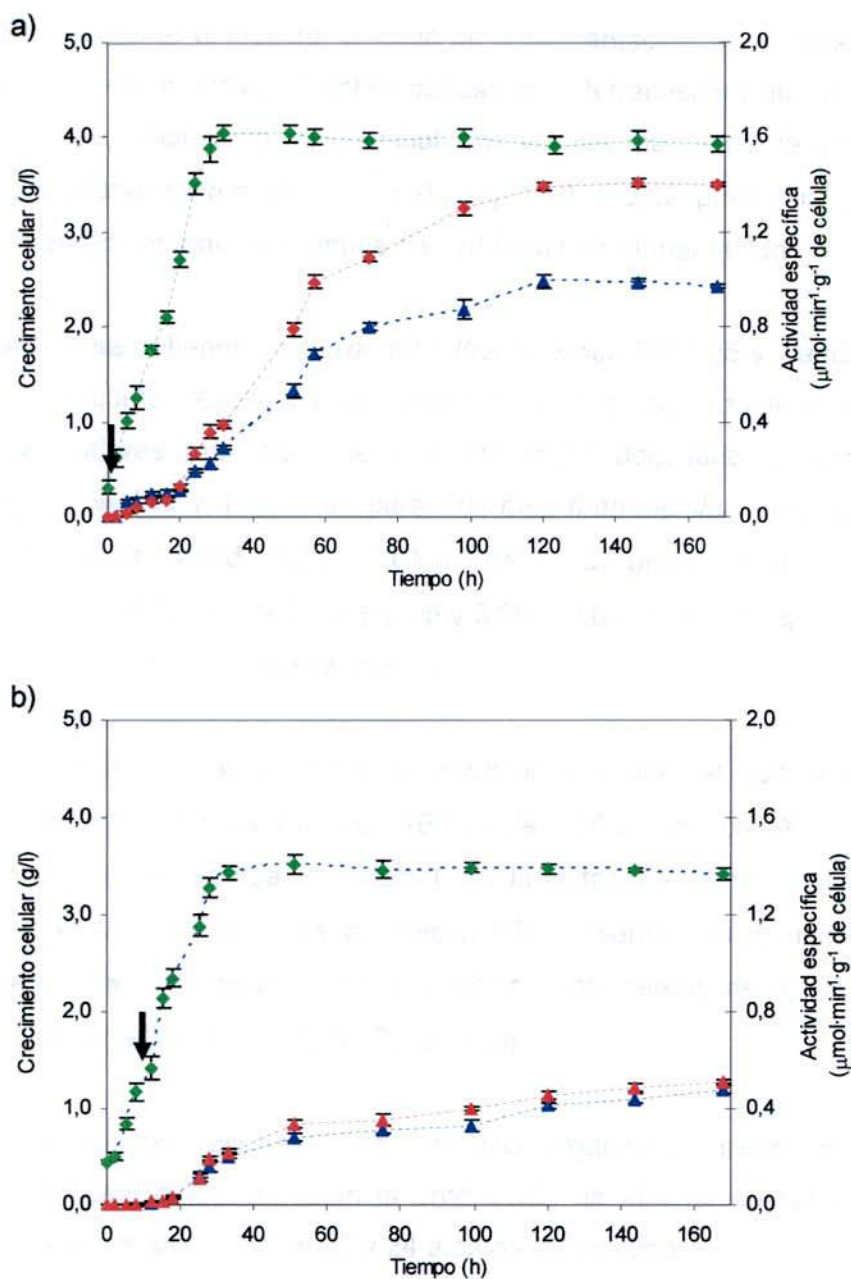 a)
5,0
4,0
3,0
2,0
1,0
0,0
Crecimiento celular (g/l)
2,0
1,6
1,2
0,8
0,4
0,0
Actividad específica
(μmol·min⁻¹·g⁻¹ de célula)
0 20 40 60 80 100 120 140 160
Tiempo (h)
b)
5,0
4,0
3,0
2,0
1,0
0,0
Crecimiento celular (g/l)
2,0
1,6
1,2
0,8
0,4
0,0
Actividad específica
(μmol·min⁻¹·g⁻¹ de célula)
0 20 40 60 80 100 120 140 160
Tiempo (h)